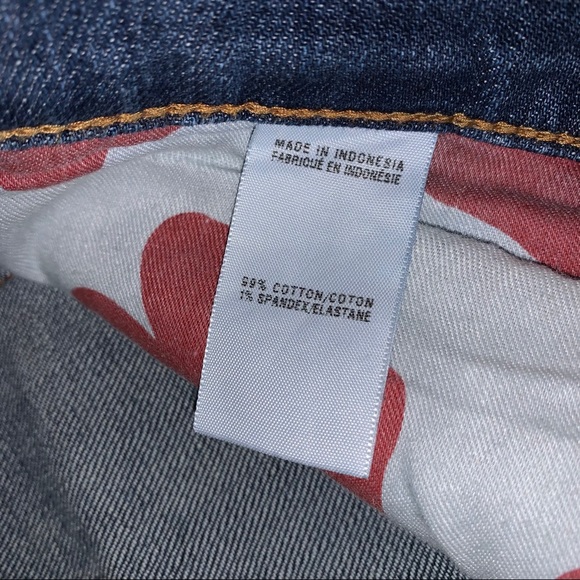 MADE IN INDONESIA
FABRIQUÉ EN INDONÉSIE
99% COTTON/COTON
1% SPANDEX/ELASTANE